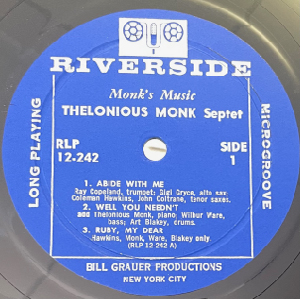 RIVERSIDE
Monk's Music
THELONIOUS MONK Septet
LONG PLAYING
MICROGROOVE
RLP
12-242
SIDE
1
1. ABIDE WITH ME
Ray Copeland, trumpet; Gigi Gryce, alto sax
Coleman Hawkins, John Coltrane, tenor saxes.
2. WELL YOU NEEDN'T
add Thelonious Monk, piano; Wilbur Ware,
bass; Art Blakey, drums.
3. RUBY, MY DEAR
Hawkins, Monk, Ware, Blakey only.
(RLP 12 242 A)
BILL GRAUER PRODUCTIONS
NEW YORK CITY